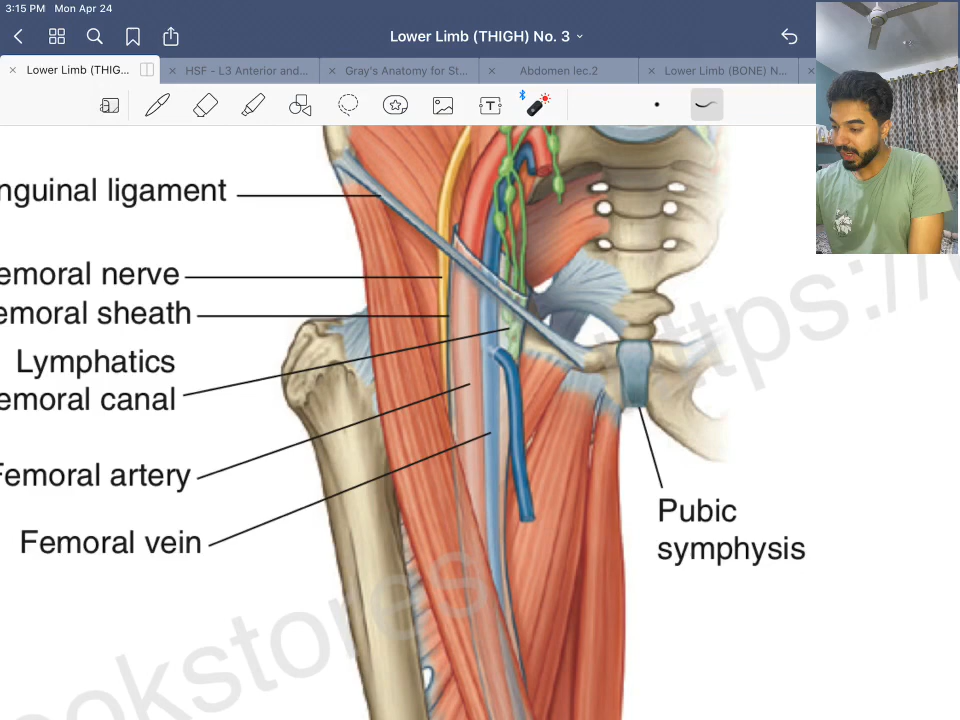 3:15 PM Mon Apr 24
Lower Limb (THIGH) No. 3
Lower Limb (THIG...
HSF - L3 Anterior and...
Gray's Anatomy for St...
Abdomen lec.2
Lower Limb (BONE) N...
T
nguinal ligament
emoral nerve
emoral sheath
Lymphatics
emoral canal
Femoral artery
Femoral vein
Pubic
symphysis
https://
ookstores